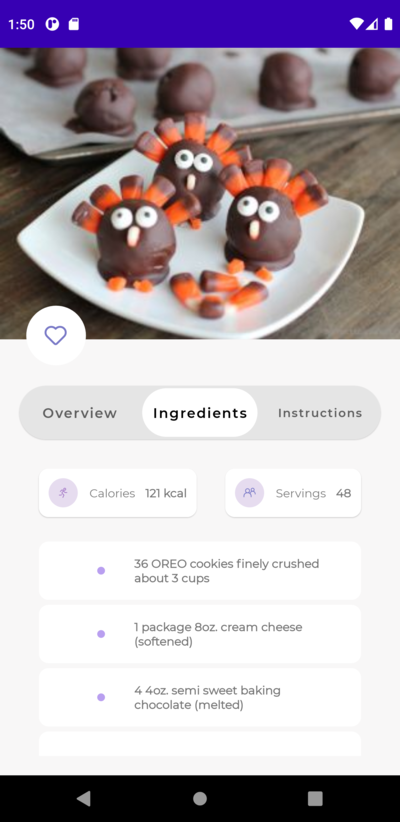 1:50
Overview
Ingredients
Instructions
Calories 121 kcal
Servings 48
36 OREO cookies finely crushed
about 3 cups
1 package 8oz. cream cheese
(softened)
4 4oz. semi sweet baking
chocolate (melted)